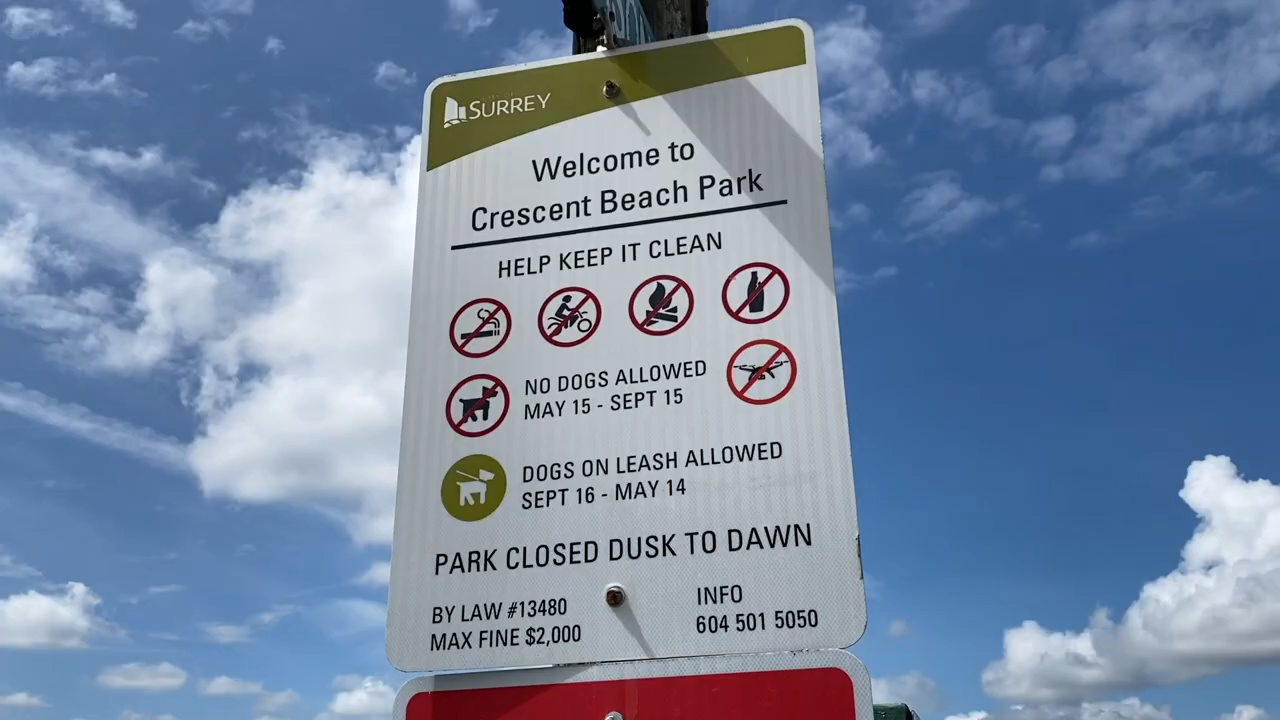 SURREY
Welcome to
Crescent Beach Park
HELP KEEP IT CLEAN
NO DOGS ALLOWED
MAY 15 - SEPT 15
DOGS ON LEASH ALLOWED
SEPT 16 - MAY 14
PARK CLOSED DUSK TO DAWN
BY LAW #13480
MAX FINE $2,000
INFO
604 501 5050